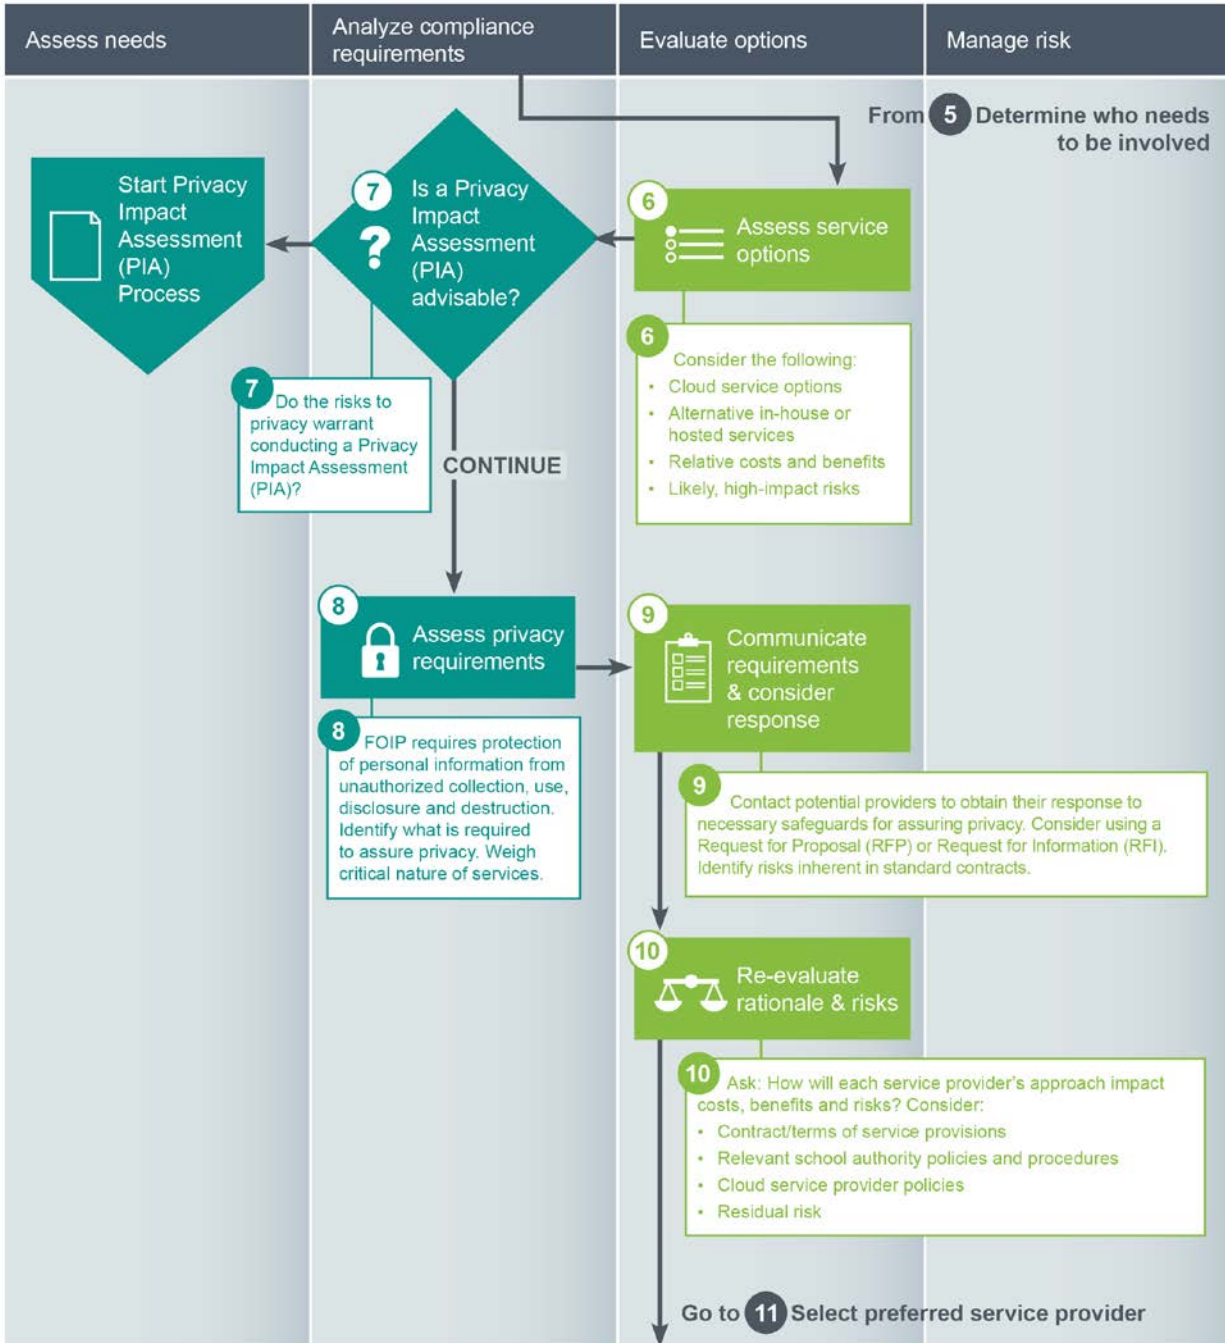 Assess needs
Analyze compliance
requirements
Evaluate options
Manage risk
From 5 Determine who needs
to be involved
Start Privacy
Impact
Assessment
(PIA)
Process
7 Is a Privacy
? Impact
Assessment
(PIA)
advisable?
6
Assess service
options
6
Consider the following:
• Cloud service options
• Alternative in-house or
hosted services
• Relative costs and benefits
• Likely, high-impact risks
7
Do the risks to
privacy warrant
conducting a Privacy
Impact Assessment
(PIA)?
CONTINUE
8
Assess privacy
requirements
9
Communicate
requirements
& consider
response
8
FOIP requires protection
of personal information from
unauthorized collection, use,
disclosure and destruction.
Identify what is required
to assure privacy. Weigh
critical nature of services.
9
Contact potential providers to obtain their response to
necessary safeguards for assuring privacy. Consider using a
Request for Proposal (RFP) or Request for Information (RFI).
Identify risks inherent in standard contracts.
10
Re-evaluate
rationale & risks
10
Ask: How will each service provider's approach impact
costs, benefits and risks? Consider:
• Contract/terms of service provisions
• Relevant school authority policies and procedures
• Cloud service provider policies
• Residual risk
Go to 11 Select preferred service provider